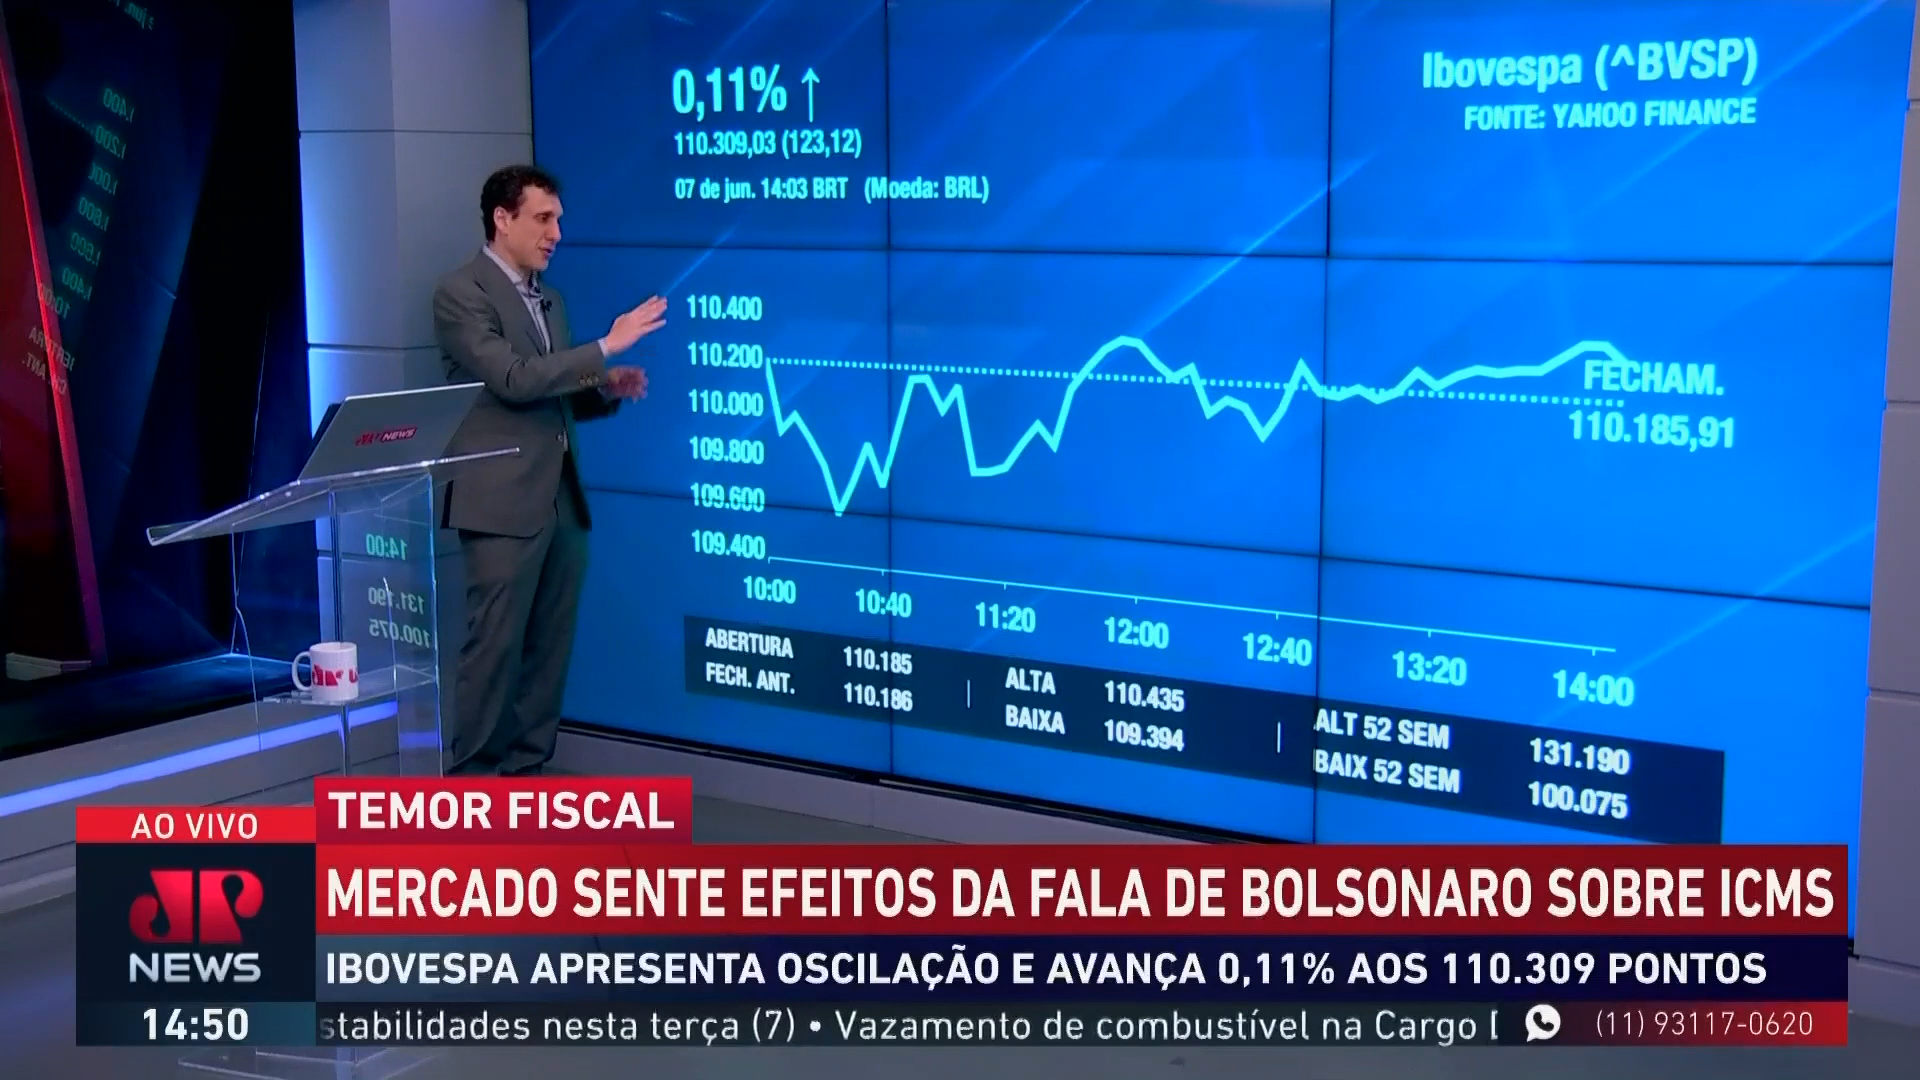 0,11% ↑
110.309,03 (123,12)
07 de jun. 14:03 BRT (Moeda: BRL)
Ibovespa (^BVSP)
FONTE: YAHOO FINANCE
110.400
110.200
110.000
109.800
109.600
109.400
FECHAM.
110.185,91
10:00 10:40 11:20 12:00 12:40 13:20 14:00
ABERTURA 110.185
FECH. ANT. 110.186
ALTA 110.435
BAIXA 109.394
ALT 52 SEM 131.190
BAIX 52 SEM 100.075
NEWS
TEMOR FISCAL
AO VIVO
JP NEWS
MERCADO SENTE EFEITOS DA FALA DE BOLSONARO SOBRE ICMS
IBOVESPA APRESENTA OSCILAÇÃO E AVANÇA 0,11% AOS 110.309 PONTOS
14:50
stabilidades nesta terça (7) • Vazamento de combustível na Cargo
(11) 93117-0620